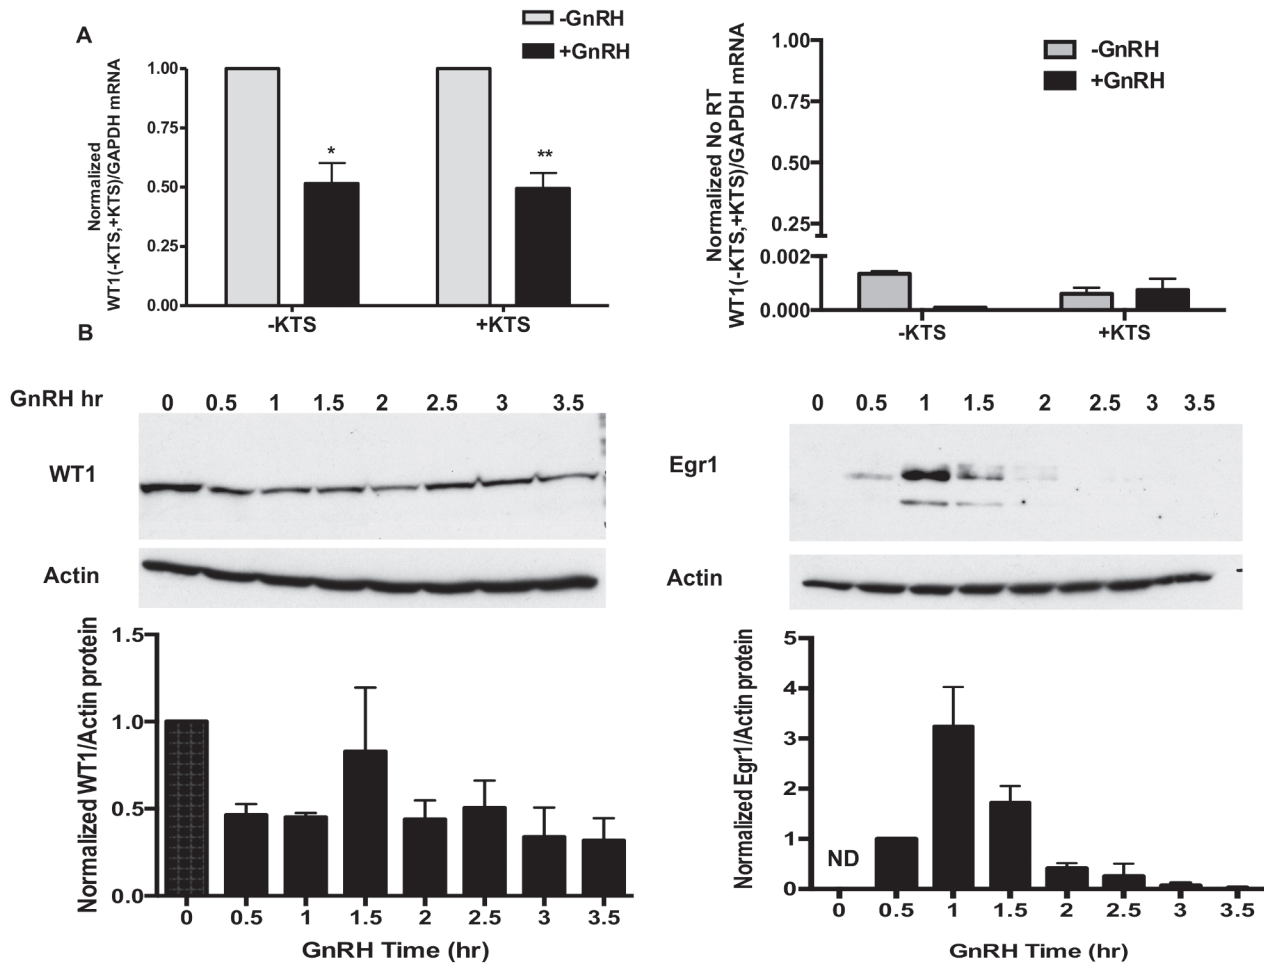 A
-GnRH
+GnRH
Normalized
WT1(-KTS,+KTS)/GAPDH mRNA
1.00
0.75
0.50
0.25
0.00
*
**
-KTS
+KTS
-GnRH
+GnRH
Normalized No RT
WT1(-KTS,+KTS)/GAPDH mRNA
1.00
0.75
0.50
0.25
0.002
0.000
-KTS
+KTS
B
GnRH hr
0 0.5 1 1.5 2 2.5 3 3.5
WT1
Actin
0 0.5 1 1.5 2 2.5 3 3.5
Egr1
Actin
Normalized WT1/Actin protein
1.5
1.0
0.5
0.0
0 0.5 1 1.5 2 2.5 3 3.5
GnRH Time (hr)
Normalized Egr1/Actin protein
5
4
3
2
1
0
ND
0 0.5 1 1.5 2 2.5 3 3.5
GnRH Time (hr)